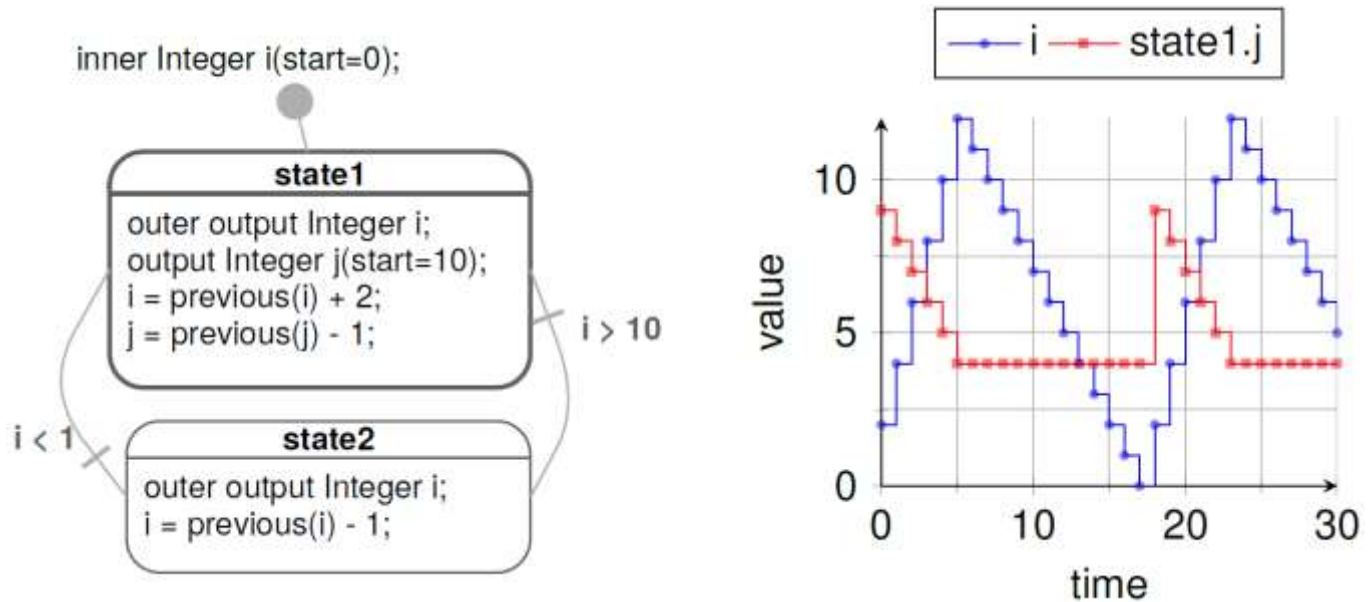 inner Integer i(start=0);
state1
outer output Integer i;
output Integer j(start=10);
i = previous(i) + 2;
j = previous(j) - 1;
i > 10
i < 1
state2
outer output Integer i;
i = previous(i) - 1;
i state1.j
10
5
0
value
0 10 20 30
time